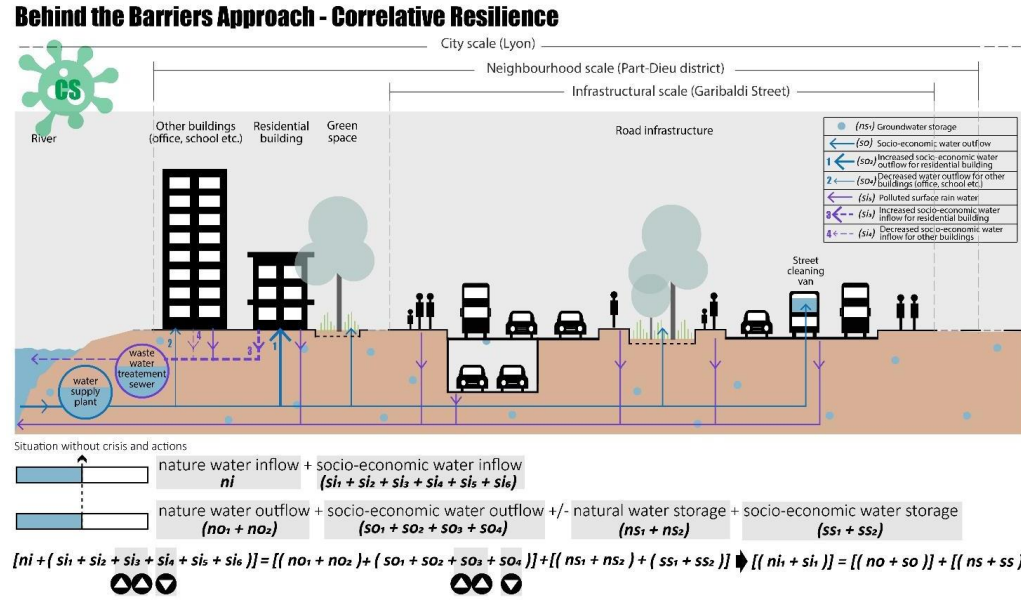 Behind the Barriers Approach - Correlative Resilience
City scale (Lyon)
Neighbourhood scale (Part-Dieu district)
Infrastructural scale (Garibaldi Street)
CS
River
Other buildings
(office, school etc.)
Residential
building
Green
space
Road infrastructure
(ns₁) Groundwater storage
(so) Socio-economic water outflow
1 (so₂) Increased socio-economic water
outflow for residential building
2 (so₄) Decreased water outflow for other
buildings (office, school etc.)
(si₅) Polluted surface rain water
3 (si₃) Increased socio-economic water
inflow for residential building
4 (si₄) Decreased socio-economic water
inflow for other buildings
Street
cleaning
van
2
4
3
1
waste
water
treatement
sewer
water
supply
plant
Situation without crisis and actions
nature water inflow + socio-economic water inflow
ni (si₁ + si₂ + si₃ + si₄ + si₅ + si₆)
nature water outflow + socio-economic water outflow +/- natural water storage + socio-economic water storage
(no₁ + no₂) (so₁ + so₂ + so₃ + so₄) (ns₁ + ns₂) (ss₁ + ss₂)
[ni + ( si₁ + si₂ + si₃ + si₄ + si₅ + si₆ )] = [( no₁ + no₂ )+ ( so₁ + so₂ + so₃ + so₄ )] +[( ns₁ + ns₂ ) + ( ss₁ + ss₂ )] [( ni₁ + si₁ )] = [( no + so )] + [( ns + ss )